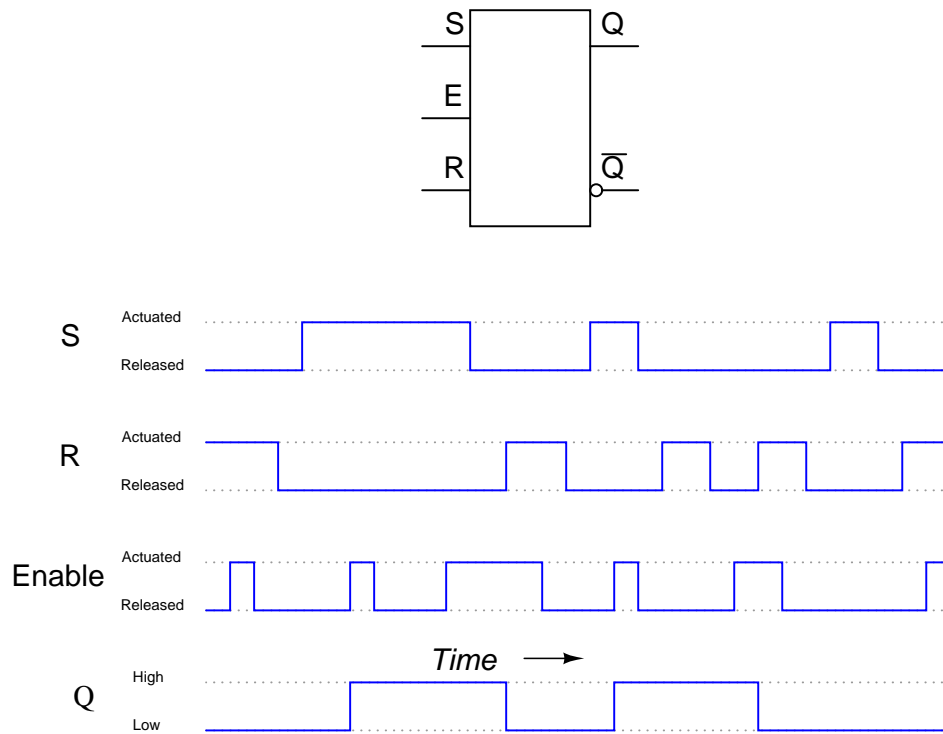 S Q
E
R Q̅
S Actuated
Released
R Actuated
Released
Enable Actuated
Released
Time
Q High
Low